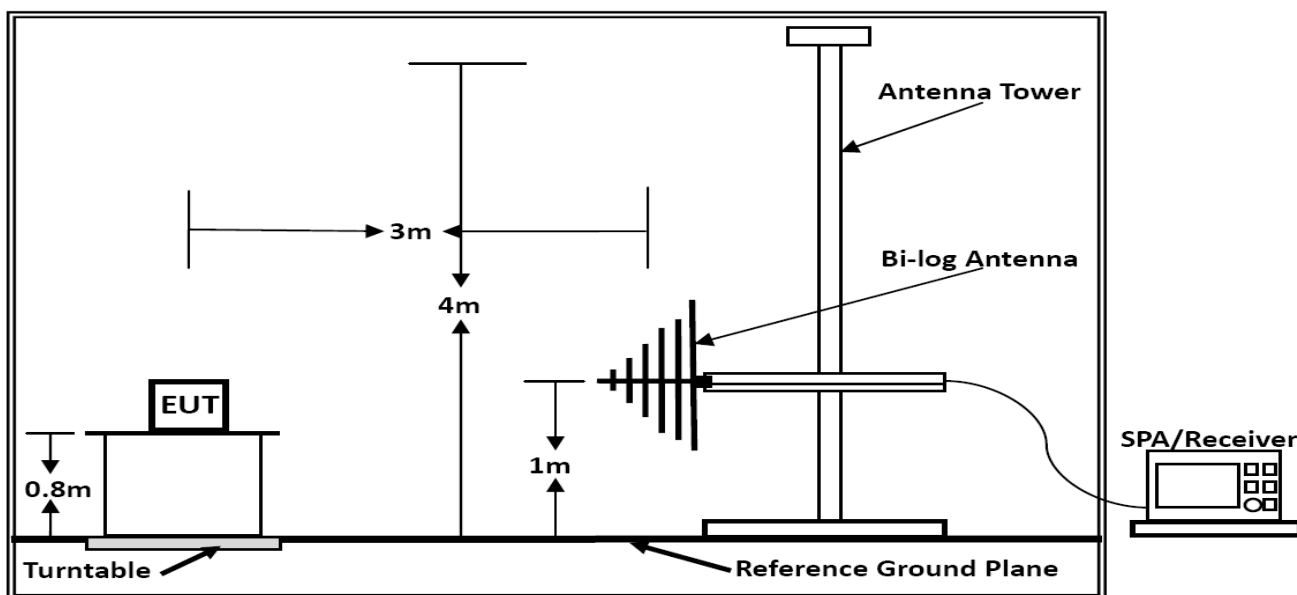 Antenna Tower
3m
Bi-log Antenna
4m
EUT
SPA/Receiver
1m
0.8m
Turntable
Reference Ground Plane